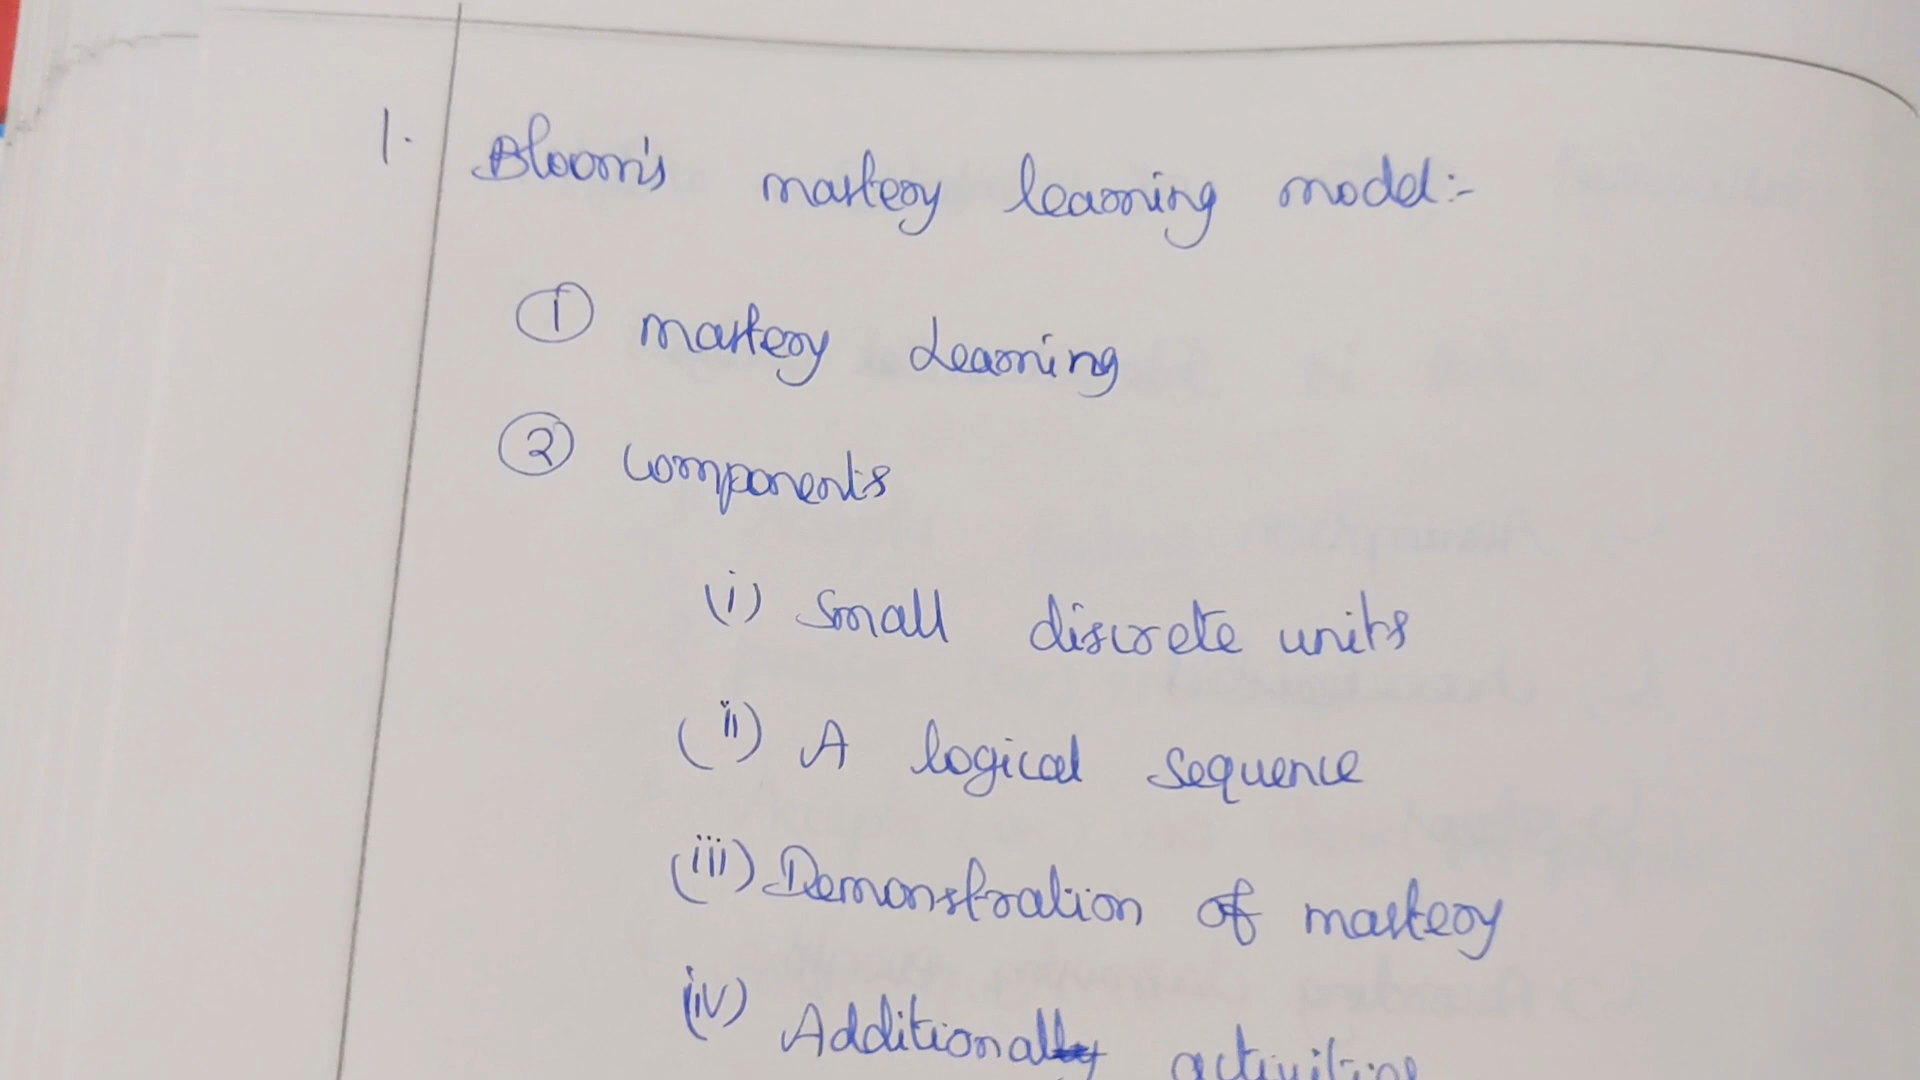 1. Bloom's mastery learning model:-
① mastery Learning
② components
(i) Small discrete units
(ii) A logical sequence
(iii) Demonstration of mastery
(iv) Additional activities